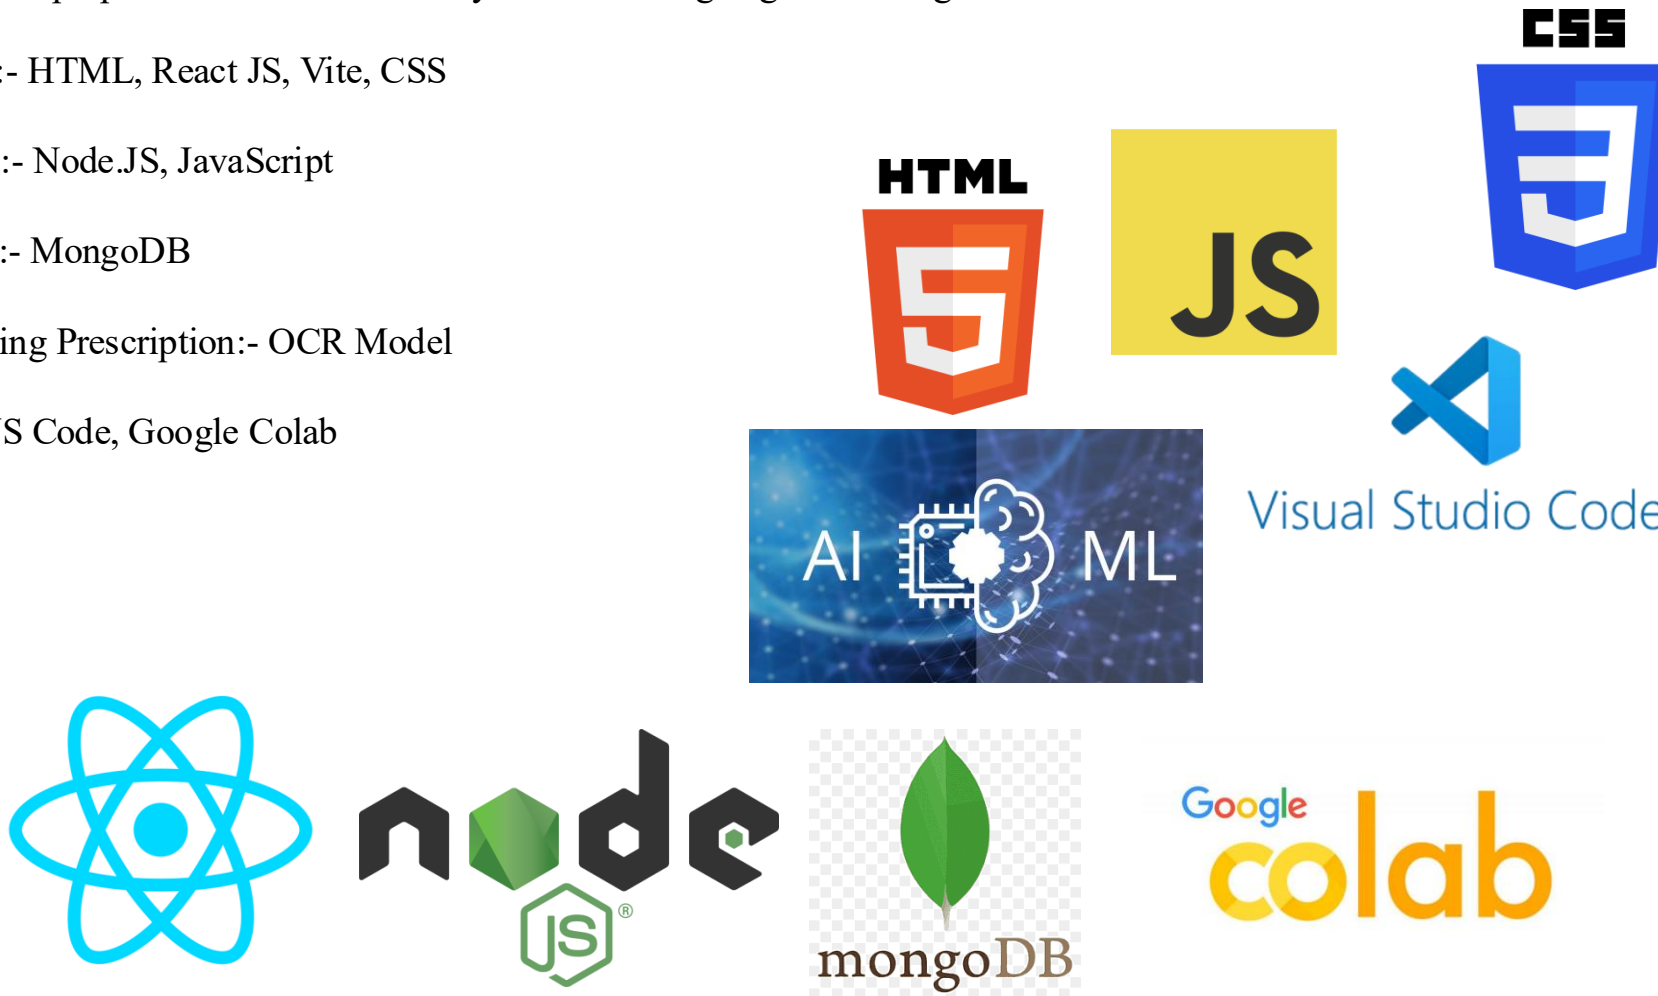 :- HTML, React JS, Vite, CSS
:- Node.JS, JavaScript
:- MongoDB
ing Prescription:- OCR Model
S Code, Google Colab
CSS
HTML
JS
Visual Studio Code
AI ML
node
JS®
mongoDB
Google
colab